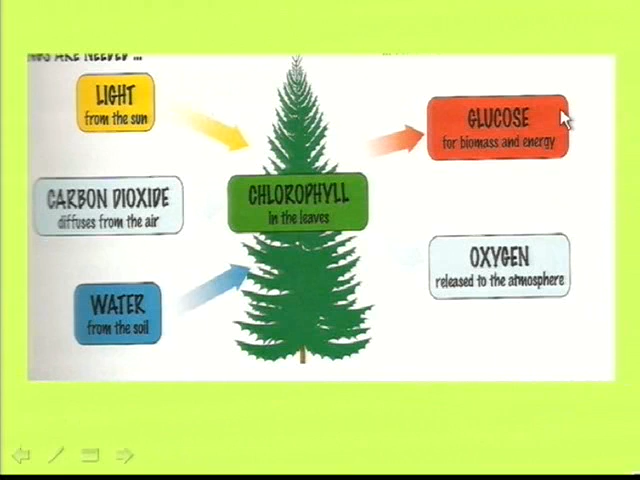 LIGHT
from the sun
CARBON DIOXIDE
diffuses from the air
WATER
from the soil
CHLOROPHYLL
In the leaves
GLUCOSE
for biomass and energy
OXYGEN
released to the atmosphere